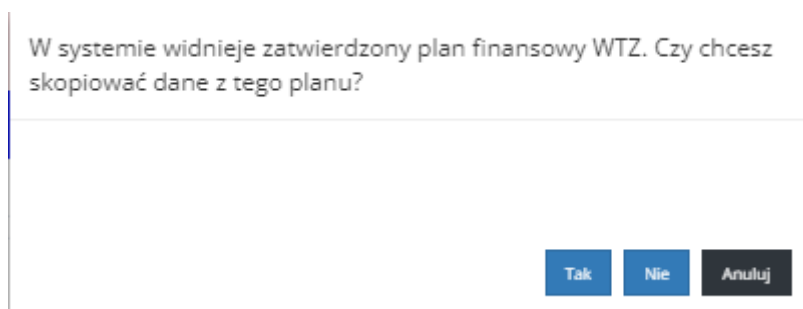 W systemie widnieje zatwierdzony plan finansowy WTZ. Czy chcesz
skopiować dane z tego planu?
Tak Nie Anuluj